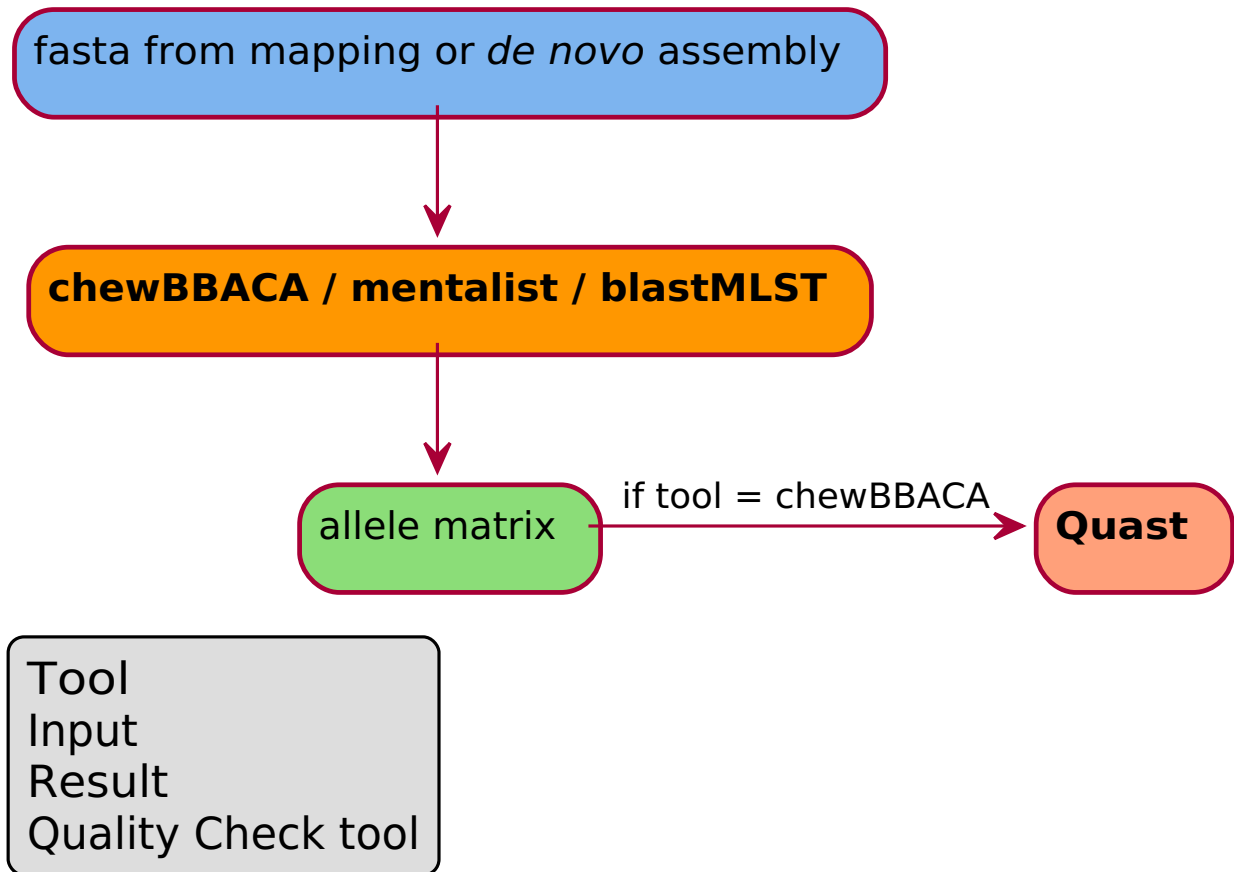 fasta from mapping or de novo assembly
chewBBACA / mentalist / blastMLST
if tool = chewBBACA
allele matrix
Quast
Tool
Input
Result
Quality Check tool